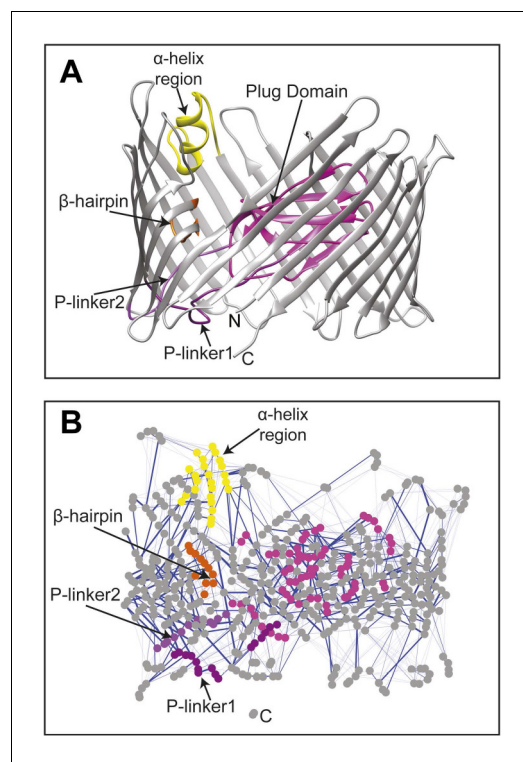 A
α-helix
region
Plug Domain
β-hairpin
P-linker2
N
P-linker1
C
B
α-helix
region
β-hairpin
P-linker2
P-linker1
C